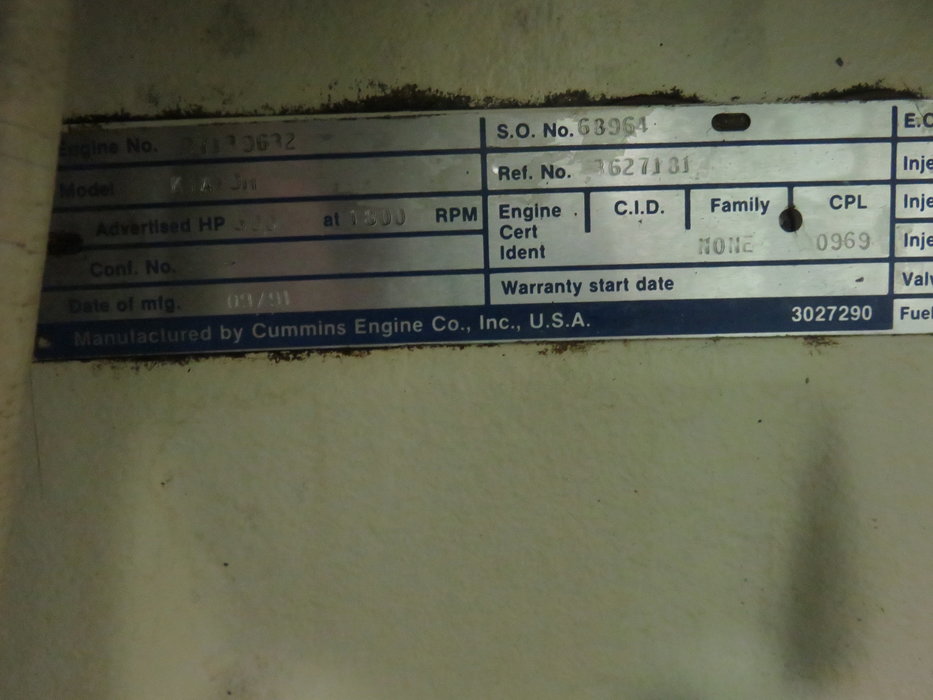 Engine No.
Model
Advertised HP at 1800 RPM
Conf. No.
Date of mfg. 09/91
S.O. No. 63964
Ref. No.
Engine Cert Ident
C.I.D.
Family NONE
CPL 0969
Warranty start date
Manufactured by Cummins Engine Co., Inc., U.S.A. 3027290
E.C
Inje
Inje
Inje
Valv
Fuel